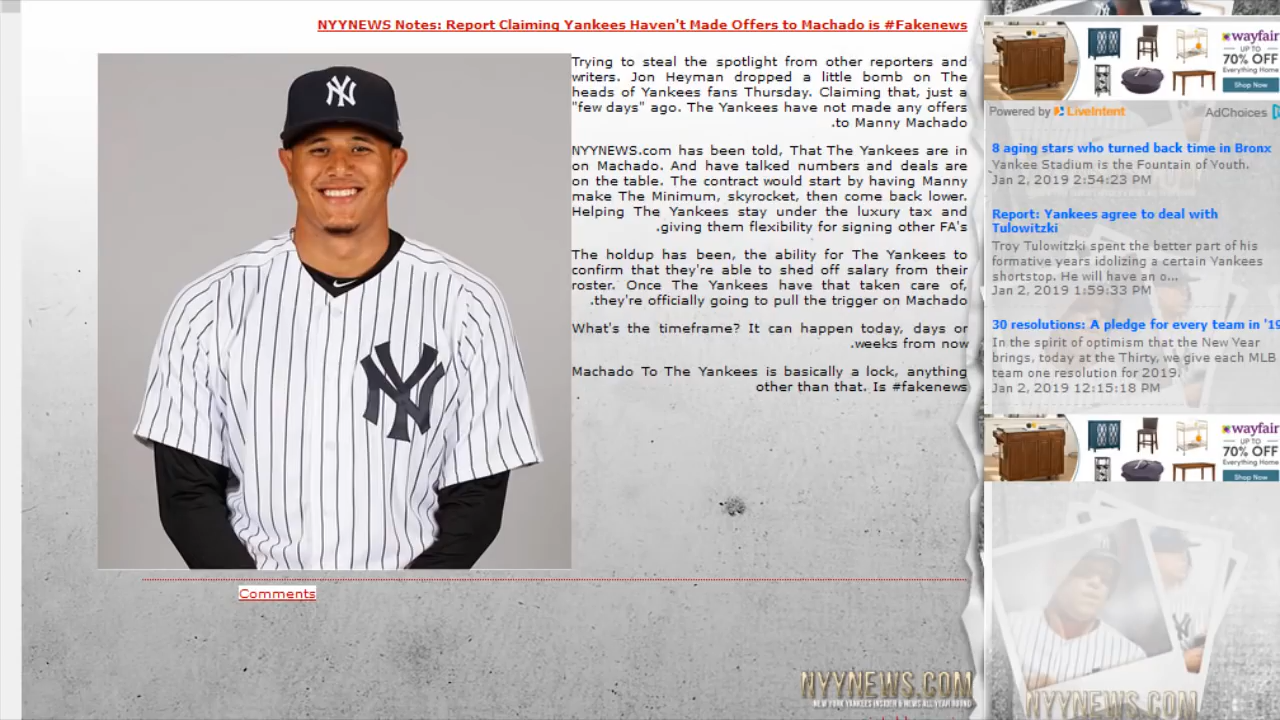 NYYNEWS Notes: Report Claiming Yankees Haven't Made Offers to Machado is #Fakenews
Trying to steal the spotlight from other reporters and
writers. Jon Heyman dropped a little bomb on The
heads of Yankees fans Thursday. Claiming that, just a
"few days" ago. The Yankees have not made any offers
.to Manny Machado
NYYNEWS.com has been told, That The Yankees are in
on Machado. And have talked numbers and deals are
on the table. The contract would start by having Manny
make The Minimum, skyrocket, then come back lower.
Helping The Yankees stay under the luxury tax and
.giving them flexibility for signing other FA's
The holdup has been, the ability for The Yankees to
confirm that they're able to shed off salary from their
roster. Once The Yankees have that taken care of,
.they're officially going to pull the trigger on Machado
What's the timeframe? It can happen today, days or
.weeks from now
Machado To The Yankees is basically a lock, anything
other than that. Is #fakenews
Comments
NYYNEWS.COM
NEW YORK YANKEES INSIDER & NEWS ALL YEAR ROUND
wayfair
UP TO
70% OFF
Everything Home
Shop Now
Powered by LiveIntent
AdChoices
8 aging stars who turned back time in Bronx
Yankee Stadium is the Fountain of Youth.
Jan 2, 2019 2:54:23 PM
Report: Yankees agree to deal with
Tulowitzki
Troy Tulowitzki spent the better part of his
formative years idolizing a certain Yankees
shortstop. He will have an o...
Jan 2, 2019 1:59:33 PM
30 resolutions: A pledge for every team in '19
In the spirit of optimism that the New Year
brings, today at the Thirty, we give each MLB
team one resolution for 2019.
Jan 2, 2019 12:15:18 PM
wayfair
UP TO
70% OFF
Everything Home
Shop Now
NYYNEWS.COM